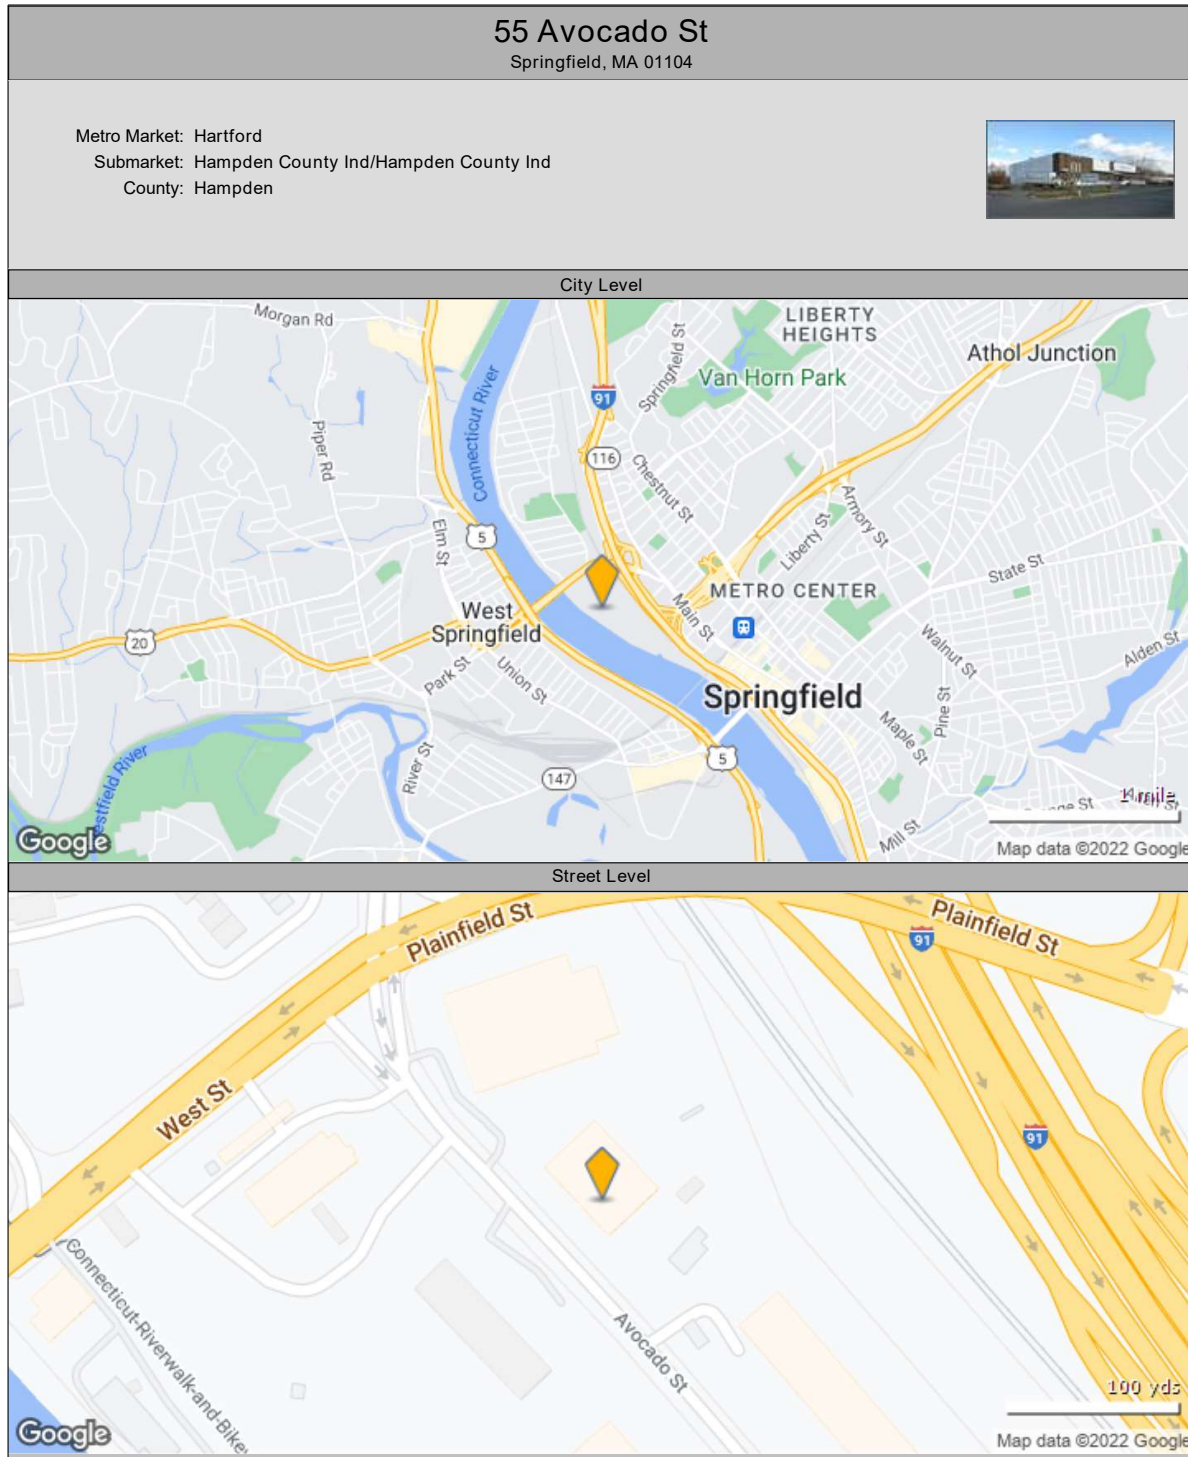 55 Avocado St
Springfield, MA 01104
Metro Market: Hartford
Submarket: Hampden County Ind/Hampden County Ind
County: Hampden
City Level
Morgan Rd
Piper Rd
Connecticut River
Springfield St
LIBERTY
HEIGHTS
Van Horn Park
Athol Junction
91
116
Chestnut St
5
Elm St
Armory St
Liberty St
State St
METRO CENTER
Main St
West
Springfield
20
Park St
Union St
Walnut St
Alden St
Springfield
Pine St
Maple St
River St
5
147
estfield River
Mill St
1 mile
Google
Map data ©2022 Google
Street Level
Plainfield St
Plainfield St
91
West St
91
Connecticut-Riverwalk-and-Bike
Avocado St
100 yds
Google
Map data ©2022 Google